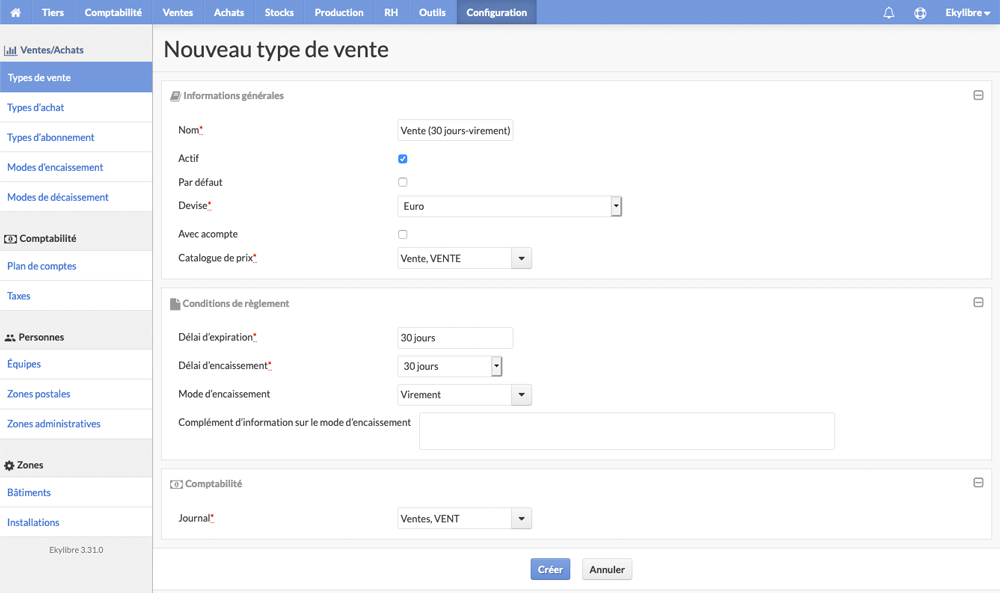 Tiers Comptabilité Ventes Achats Stocks Production RH Outils Configuration Ekylibre
Ventes/Achats
Types de vente
Types d'achat
Types d'abonnement
Modes d'encaissement
Modes de décaissement
Comptabilité
Plan de comptes
Taxes
Personnes
Équipes
Zones postales
Zones administratives
Zones
Bâtiments
Installations
Ekylibre 3.31.0
Nouveau type de vente
Informations générales
Nom* Vente (30 jours-virement)
Actif
Par défaut
Devise* Euro
Avec acompte
Catalogue de prix* Vente, VENTE
Conditions de règlement
Délai d'expiration* 30 jours
Délai d'encaissement* 30 jours
Mode d'encaissement Virement
Complément d'information sur le mode d'encaissement
Comptabilité
Journal* Ventes, VENT
Créer Annuler